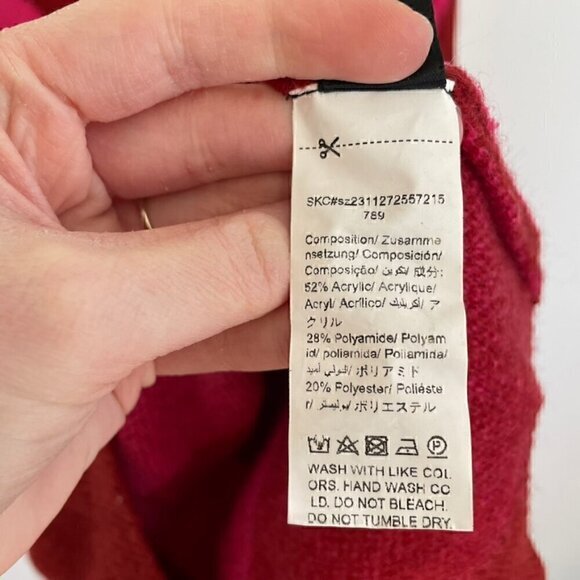 SKC#sz2311272557215
789
Composition/ Zusamme
nsetzung/ Composición/
Composição/ تكوين/ 成分:
52% Acrylic/ Acrylique/
Acryl/ Acrílico/ أكريليك/ ア
クリル
28% Polyamide/ Polyam
id/ poliamida/ Poliamida/
البولي أميد/ ポリアミド
20% Polyester/ Poliéste
r/ بوليستر/ ポリエステル
WASH WITH LIKE COL
ORS. HAND WASH CO
LD. DO NOT BLEACH.
DO NOT TUMBLE DRY.